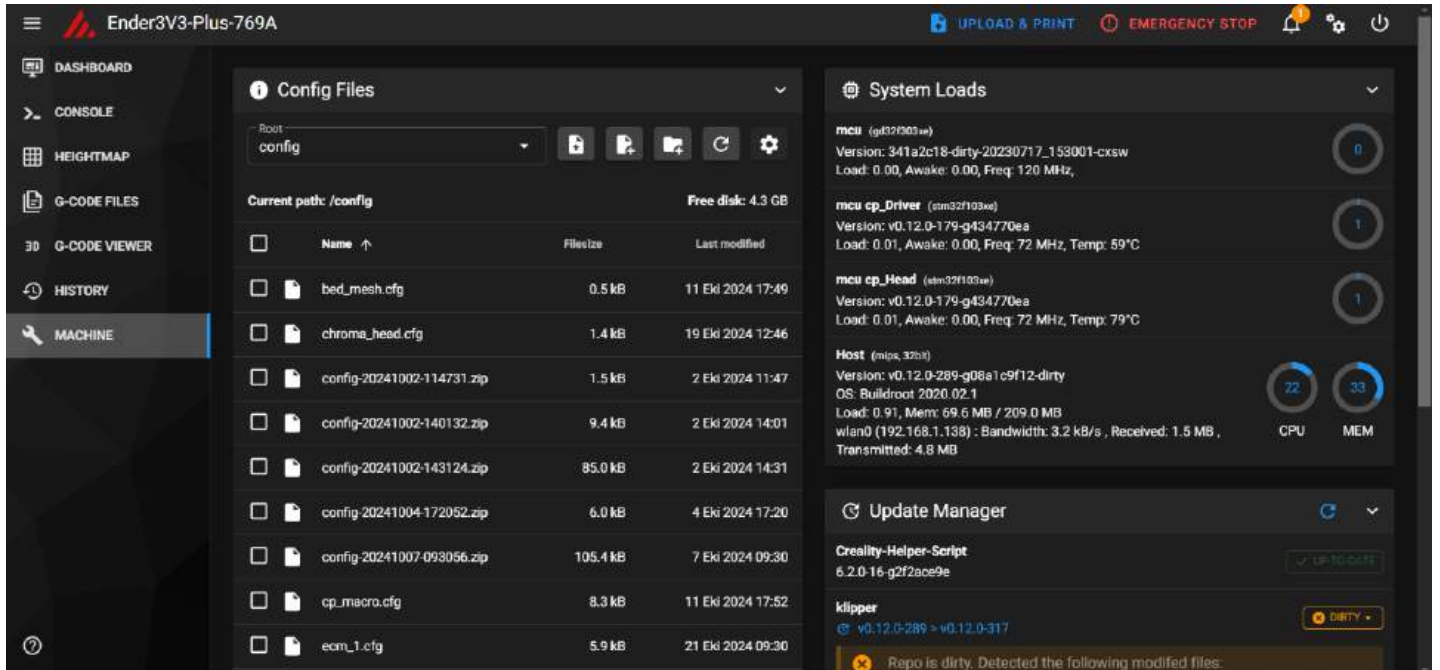 Ender3V3-Plus-769A
UPLOAD & PRINT
EMERGENCY STOP
1
DASHBOARD
CONSOLE
HEIGHTMAP
G-CODE FILES
3D G-CODE VIEWER
HISTORY
MACHINE
Config Files
Root
config
Current path: /config
Free disk: 4.3 GB
Name ↑ Filesize Last modified
bed_mesh.cfg 0.5 kB 11 Eki 2024 17:49
chroma_head.cfg 1.4 kB 19 Eki 2024 12:46
config-20241002-114731.zip 1.5 kB 2 Eki 2024 11:47
config-20241002-140132.zip 9.4 kB 2 Eki 2024 14:01
config-20241002-143124.zip 85.0 kB 2 Eki 2024 14:31
config-20241004-172052.zip 6.0 kB 4 Eki 2024 17:20
config-20241007-093056.zip 105.4 kB 7 Eki 2024 09:30
cp_macro.cfg 8.3 kB 11 Eki 2024 17:52
ecm_1.cfg 5.9 kB 21 Eki 2024 09:30
System Loads
mcu (gd32f303xe)
Version: 341a2c18-dirty-20230717_153001-cxsw
Load: 0.00, Awake: 0.00, Freq: 120 MHz,
0
mcu cp_Driver (stm32f103xe)
Version: v0.12.0-179-g434770ea
Load: 0.01, Awake: 0.00, Freq: 72 MHz, Temp: 59°C
1
mcu cp_Head (stm32f103xe)
Version: v0.12.0-179-g434770ea
Load: 0.01, Awake: 0.00, Freq: 72 MHz, Temp: 79°C
1
Host (mips, 32bit)
Version: v0.12.0-289-g08a1c9f12-dirty
OS: Buildroot 2020.02.1
Load: 0.91, Mem: 69.6 MB / 209.0 MB
wlan0 (192.168.1.138) : Bandwidth: 3.2 kB/s , Received: 1.5 MB ,
Transmitted: 4.8 MB
22 33
CPU MEM
Update Manager
Creality-Helper-Script
6.2.0-16-g2f2ace9e
UP-TO-DATE
klipper
v0.12.0-289 > v0.12.0-317
DIRTY
Repo is dirty. Detected the following modifed files: